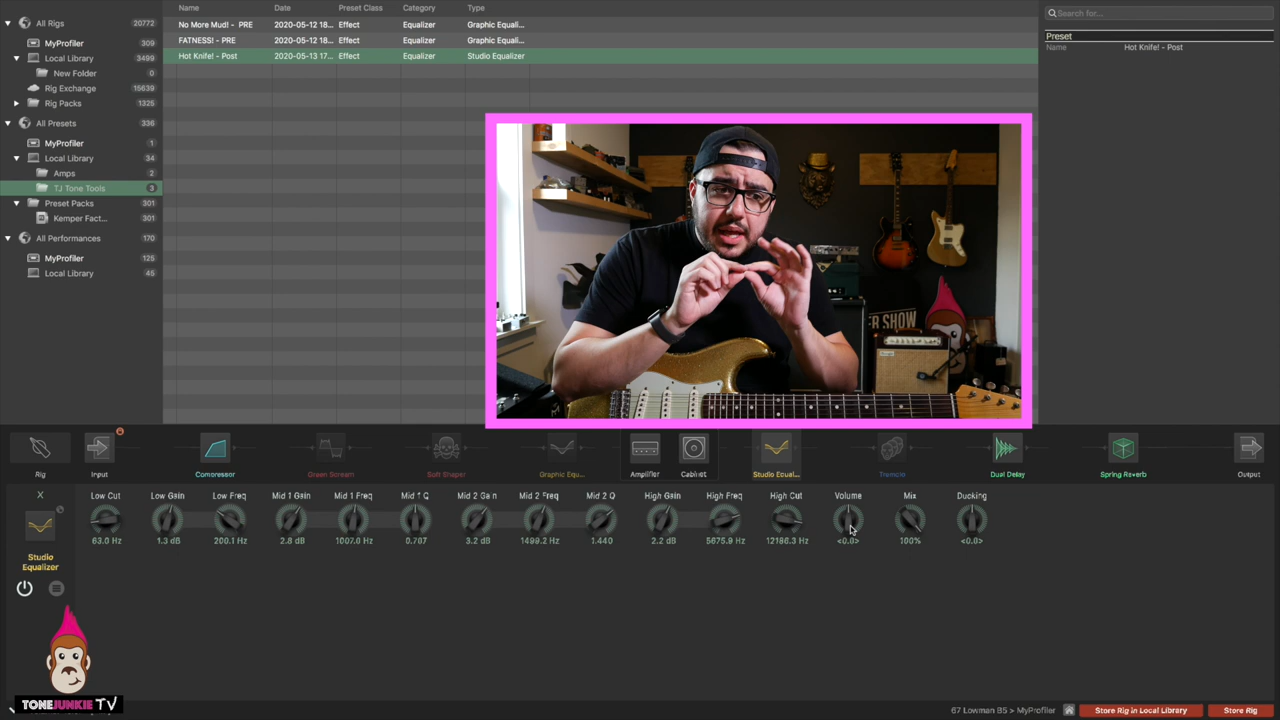 Name Date Preset Class Category Type
No More Mud! - PRE 2020-05-12 18... Effect Equalizer Graphic Equali...
FATNESS! - PRE 2020-05-12 18... Effect Equalizer Graphic Equali...
Hot Knife! - Post 2020-05-13 17... Effect Equalizer Studio Equalizer
All Rigs 20772
MyProfiler 309
Local Library 3499
New Folder 0
Rig Exchange 15639
Rig Packs 1325
All Presets 336
MyProfiler 1
Local Library 34
Amps 2
TJ Tone Tools 3
Preset Packs 301
Kemper Fact... 301
All Performances 170
MyProfiler 125
Local Library 45
Search for...
Preset
Name Hot Knife! - Post
ER SHOW
Rig Input Compressor Green Scream Soft Shaper Graphic Equ... Amplifier Cabinet Studio Equal... Tremolo Dual Delay Spring Reverb Output
X Low Cut Low Gain Low Freq Mid 1 Gain Mid 1 Freq Mid 1 Q Mid 2 Gain Mid 2 Freq Mid 2 Q High Gain High Freq High Cut Volume Mix Ducking
63.0 Hz 1.3 dB 200.1 Hz 2.8 dB 1007.0 Hz 0.707 3.2 dB 1499.2 Hz 1.440 2.2 dB 5675.9 Hz 12186.3 Hz <0.0> 100% <0.0>
Studio
Equalizer
TONEJUNKIE TV
67 Lowman B5 > MyProfiler Store Rig in Local Library Store Rig